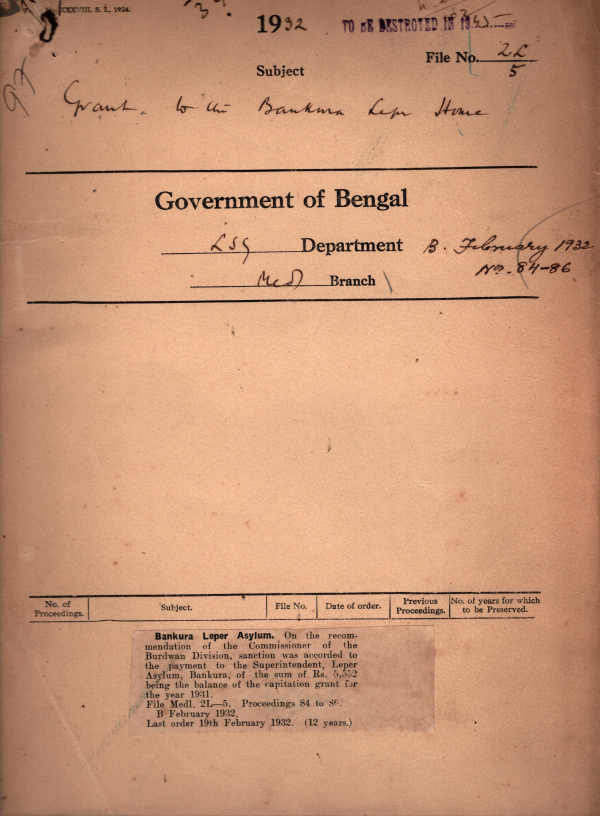 XXXVIII, S. I., 1924.
1932
TO BE DESTROYED IN 19
File No. 2L/5
Subject
97
Grant to the Bankura Leper Home
Government of Bengal
LSG Department
B. February 1932
No. 84-86
Medl Branch
No. of Proceedings.
Subject.
File No.
Date of order.
Previous Proceedings.
No. of years for which to be Preserved.
Bankura Leper Asylum. On the recom-
mendation of the Commissioner of the
Burdwan Division, sanction was accorded to
the payment to the Superintendent, Leper
Asylum, Bankura, of the sum of Rs.
being the balance of the capitation grant for
the year 1931.
File Medl. 2L—5. Proceedings 84 to 86.
B February 1932.
Last order 19th February 1932. (12 years.)